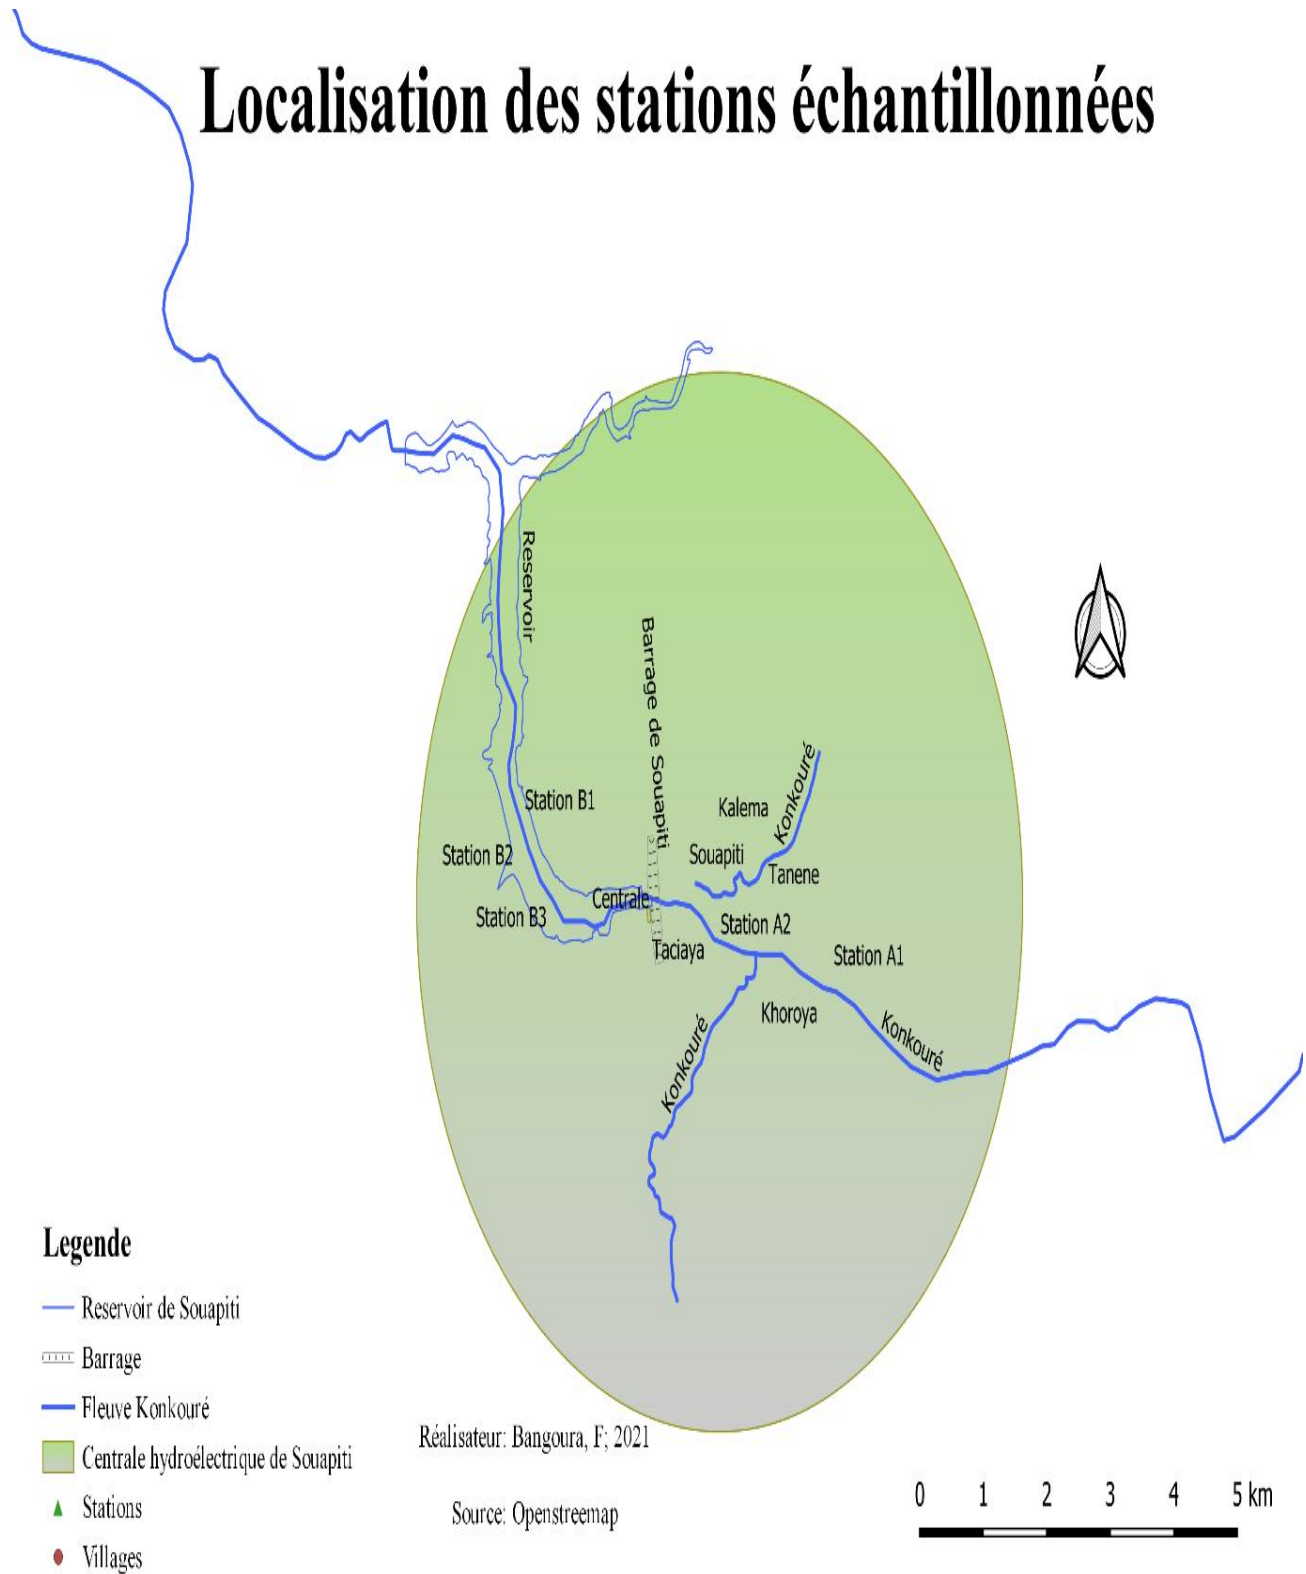 Localisation des stations échantillonnées
Reservoir
Barrage de Souapiti
Konkouré
Kalema
Station B1
Souapiti
Station B2
Tanene
Centrale
Station B3
Station A2
Taciaya
Station A1
Khoroya
Konkouré
Konkouré
Legende
Reservoir de Souapiti
Barrage
Fleuve Konkouré
Centrale hydroélectrique de Souapiti
Stations
Villages
Réalisateur: Bangoura, F; 2021
Source: Openstreemap
0 1 2 3 4 5 km